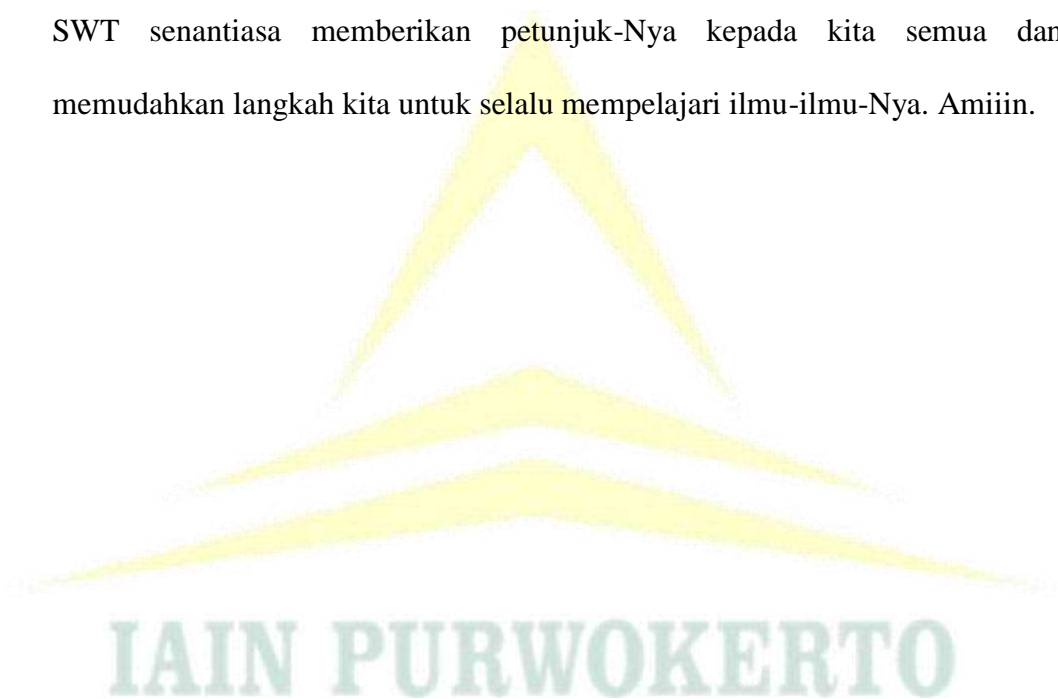 SWT senantiasa memberikan petunjuk-Nya kepada kita semua dan
memudahkan langkah kita untuk selalu mempelajari ilmu-ilmu-Nya. Amiiin.
IAIN PURWOKERTO